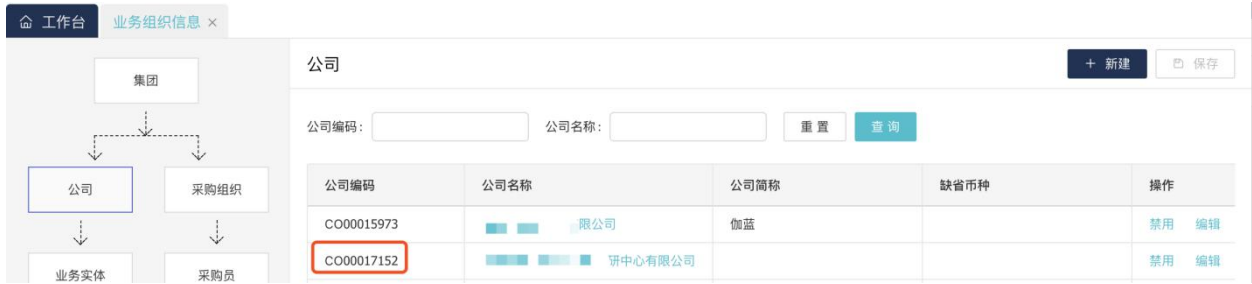 工作台 业务组织信息 ×
集团
公司 采购组织
业务实体 采购员
公司 + 新建 保存
公司编码: 公司名称: 重置 查询
公司编码 公司名称 公司简称 缺省币种 操作
CO00015973 限公司 伽蓝 禁用 编辑
CO00017152 研中心有限公司 禁用 编辑